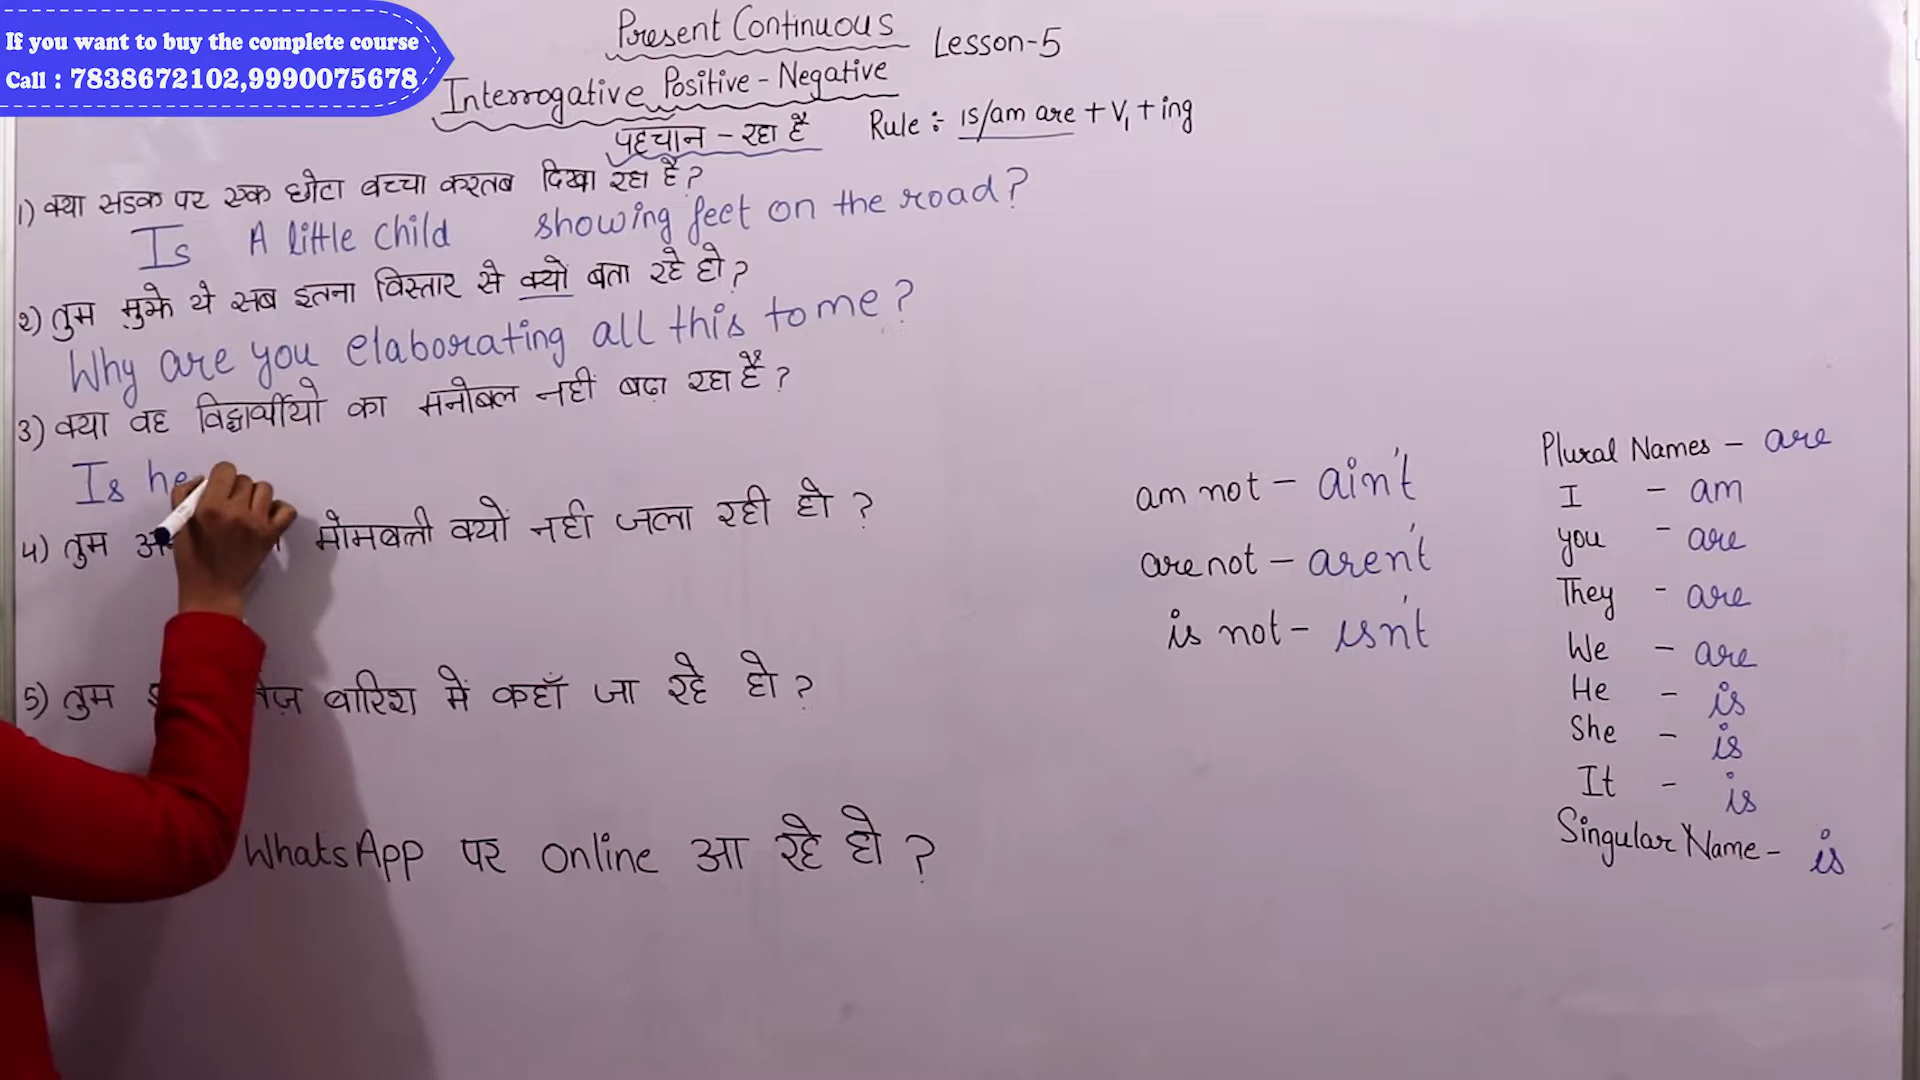 If you want to buy the complete course
Call : 7838672102,9990075678
Present Continuous
Lesson-5
Interrogative Positive-Negative
पहचान - रहा है
Rule : is/am are + V₁ + ing
1) क्या सडक पर एक छोटा बच्चा करतब दिखा रहा है?
Is A little child showing feet on the road?
२) तुम मुझे ये सब इतना विस्तार से क्यों बता रहे हो?
Why are you elaborating all this to me?
3) क्या वह विद्यार्थीयो का मनोबल नहीं बढ़ा रहा है?
Is he
4) तुम मोमबत्ती क्यों नहीं जला रही हो?
5) तुम बारिश में कहाँ जा रहे हो?
WhatsApp पर online आ रहे हो?
am not - ain't
are not - aren't
is not - isn't
Plural Names - are
I - am
you - are
They - are
We - are
He - is
She - is
It - is
Singular Name - is